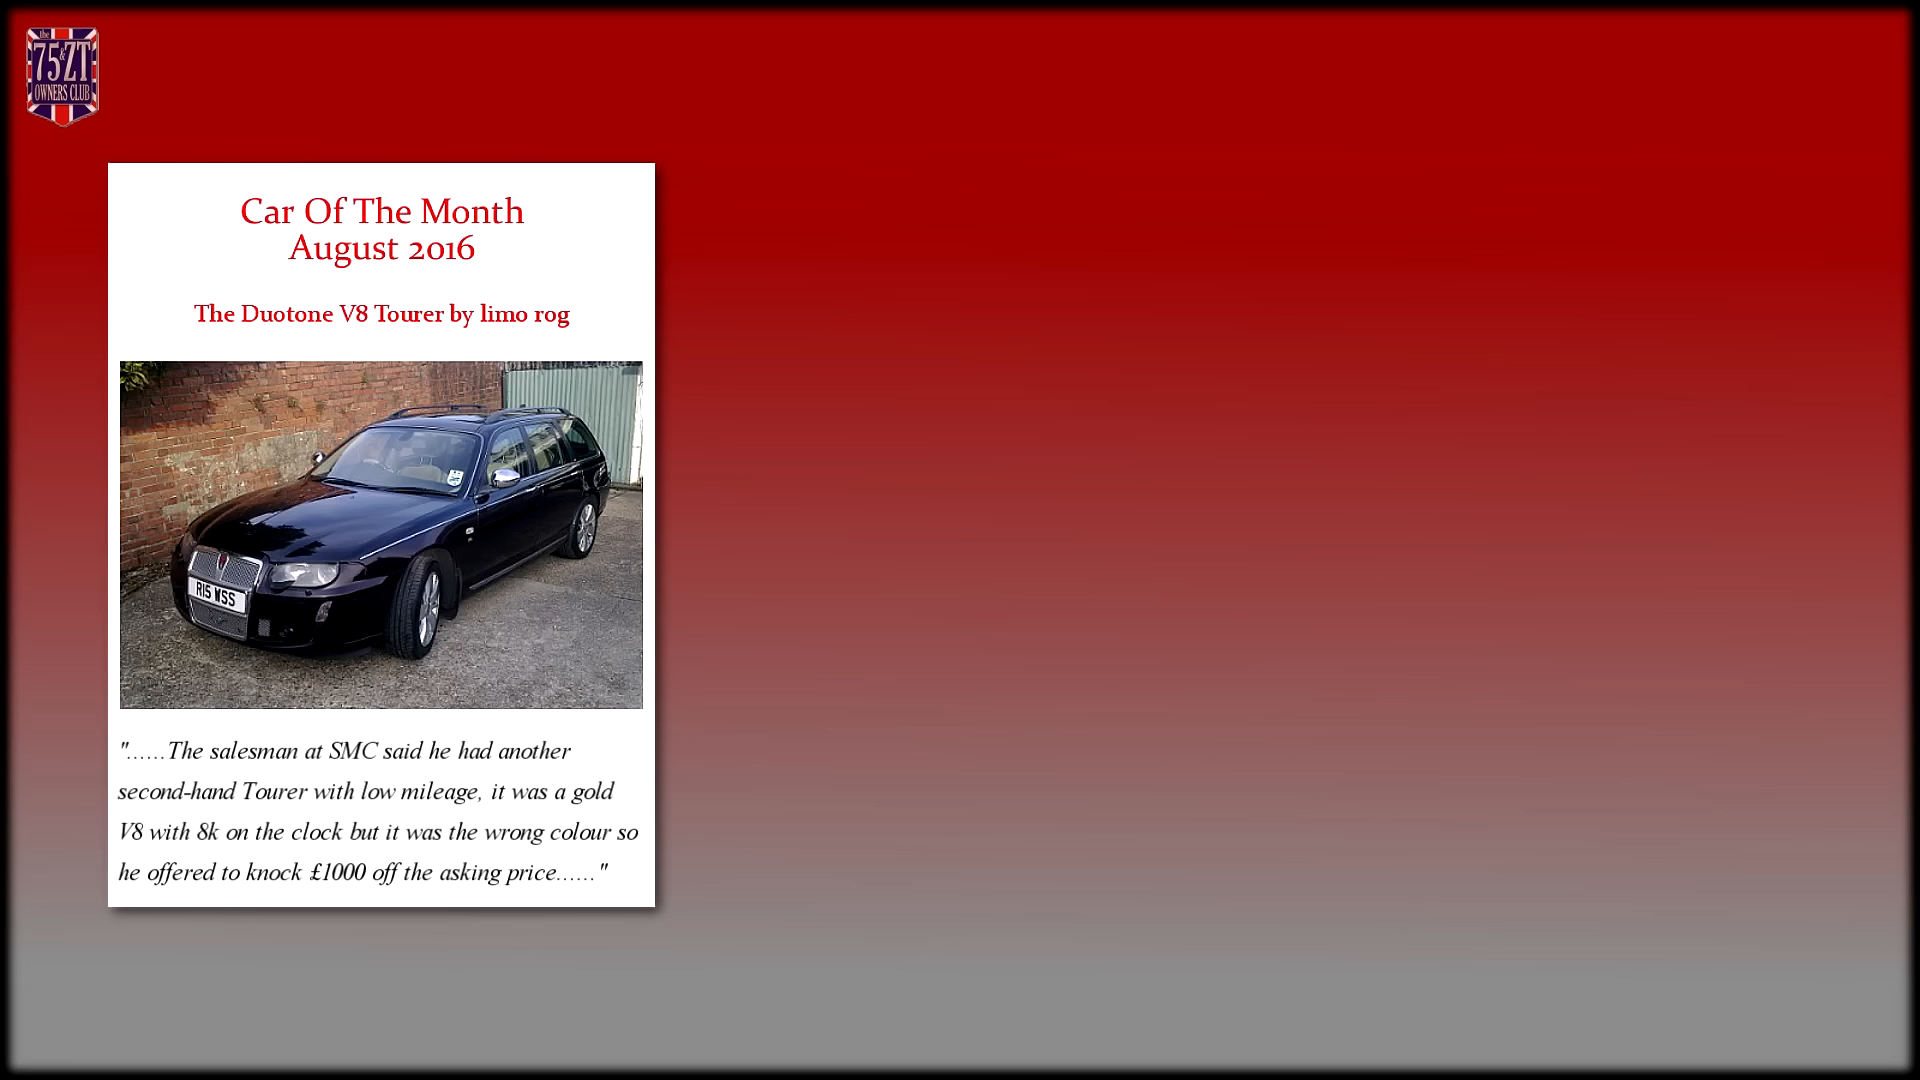 the
75 & ZT
OWNERS CLUB
Car Of The Month
August 2016
The Duotone V8 Tourer by limo rog
R15 WSS
"......The salesman at SMC said he had another
second-hand Tourer with low mileage, it was a gold
V8 with 8k on the clock but it was the wrong colour so
he offered to knock £1000 off the asking price......"